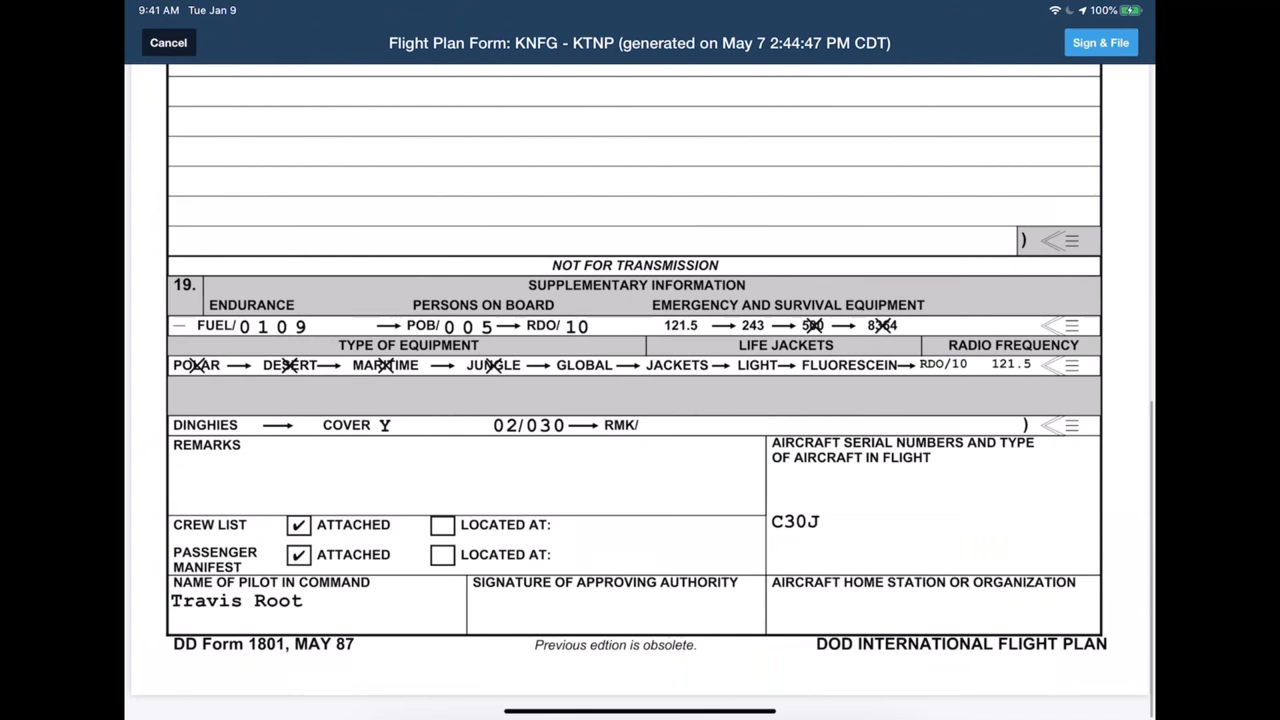 9:41 AM Tue Jan 9 100%
Cancel Flight Plan Form: KNFG - KTNP (generated on May 7 2:44:47 PM CDT) Sign & File
)
NOT FOR TRANSMISSION
19. SUPPLEMENTARY INFORMATION
ENDURANCE PERSONS ON BOARD EMERGENCY AND SURVIVAL EQUIPMENT
FUEL/ 0 1 0 9 → POB/ 0 0 5 → RDO/ 10 121.5 → 243 → 500 → 8364
TYPE OF EQUIPMENT LIFE JACKETS RADIO FREQUENCY
POLAR → DESERT → MARITIME → JUNGLE → GLOBAL → JACKETS → LIGHT → FLUORESCEIN → RDO/10 121.5
DINGHIES → COVER Y 02/030 → RMK/ )
REMARKS
AIRCRAFT SERIAL NUMBERS AND TYPE
OF AIRCRAFT IN FLIGHT
C30J
CREW LIST ✔ ATTACHED LOCATED AT:
PASSENGER
MANIFEST ✔ ATTACHED LOCATED AT:
NAME OF PILOT IN COMMAND SIGNATURE OF APPROVING AUTHORITY AIRCRAFT HOME STATION OR ORGANIZATION
Travis Root
DD Form 1801, MAY 87 Previous edtion is obsolete. DOD INTERNATIONAL FLIGHT PLAN